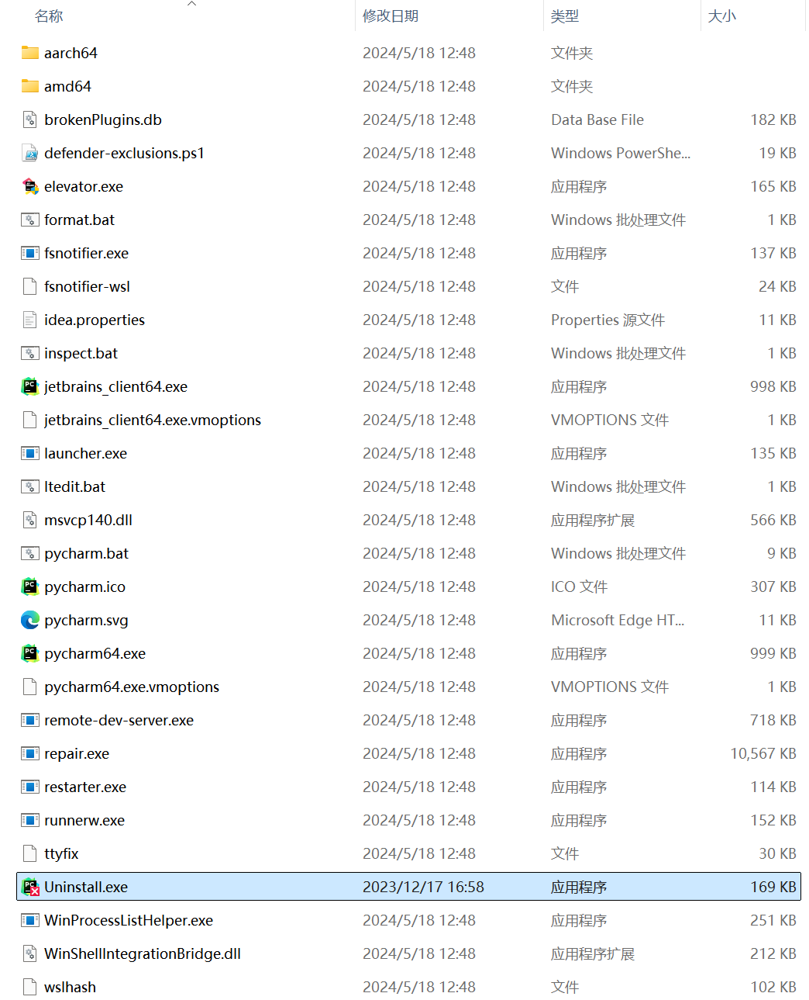 名称 修改日期 类型 大小
aarch64 2024/5/18 12:48 文件夹
amd64 2024/5/18 12:48 文件夹
brokenPlugins.db 2024/5/18 12:48 Data Base File 182 KB
defender-exclusions.ps1 2024/5/18 12:48 Windows PowerShe... 19 KB
elevator.exe 2024/5/18 12:48 应用程序 165 KB
format.bat 2024/5/18 12:48 Windows 批处理文件 1 KB
fsnotifier.exe 2024/5/18 12:48 应用程序 137 KB
fsnotifier-wsl 2024/5/18 12:48 文件 24 KB
idea.properties 2024/5/18 12:48 Properties 源文件 11 KB
inspect.bat 2024/5/18 12:48 Windows 批处理文件 1 KB
jetbrains_client64.exe 2024/5/18 12:48 应用程序 998 KB
jetbrains_client64.exe.vmoptions 2024/5/18 12:48 VMOPTIONS 文件 1 KB
launcher.exe 2024/5/18 12:48 应用程序 135 KB
ltedit.bat 2024/5/18 12:48 Windows 批处理文件 1 KB
msvcp140.dll 2024/5/18 12:48 应用程序扩展 566 KB
pycharm.bat 2024/5/18 12:48 Windows 批处理文件 9 KB
pycharm.ico 2024/5/18 12:48 ICO 文件 307 KB
pycharm.svg 2024/5/18 12:48 Microsoft Edge HT... 11 KB
pycharm64.exe 2024/5/18 12:48 应用程序 999 KB
pycharm64.exe.vmoptions 2024/5/18 12:48 VMOPTIONS 文件 1 KB
remote-dev-server.exe 2024/5/18 12:48 应用程序 718 KB
repair.exe 2024/5/18 12:48 应用程序 10,567 KB
restarter.exe 2024/5/18 12:48 应用程序 114 KB
runnerw.exe 2024/5/18 12:48 应用程序 152 KB
ttyfix 2024/5/18 12:48 文件 30 KB
Uninstall.exe 2023/12/17 16:58 应用程序 169 KB
WinProcessListHelper.exe 2024/5/18 12:48 应用程序 251 KB
WinShellIntegrationBridge.dll 2024/5/18 12:48 应用程序扩展 212 KB
wslhash 2024/5/18 12:48 文件 102 KB